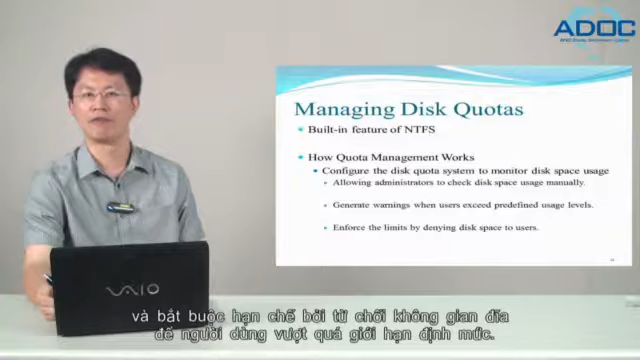 ADOC
Managing Disk Quotas
Built-in feature of NTFS
How Quota Management Works
Configure the disk quota system to monitor disk space usage
Allowing administrators to check disk space usage manually.
Generate warnings when users exceed predefined usage levels.
Enforce the limits by denying disk space to users.
VAIO
và bắt buộc hạn chế bởi từ chối không gian đĩa
để người dùng vượt quá giới hạn định mức.